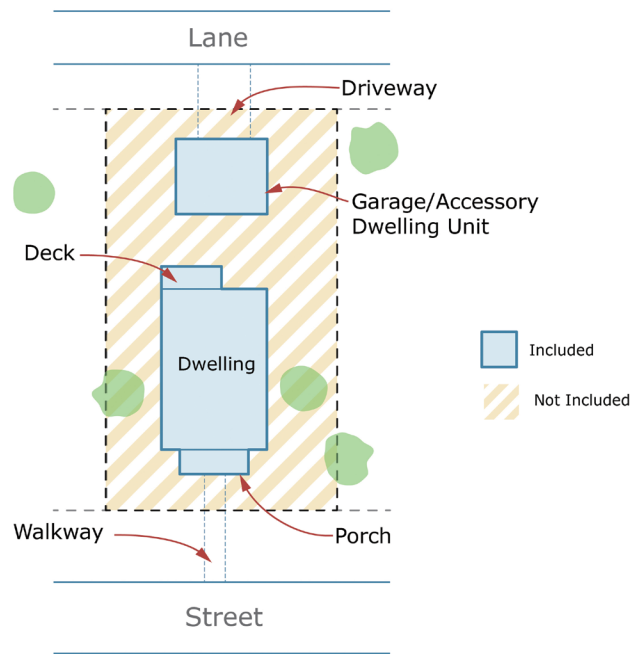 Lane
Driveway
Garage/Accessory
Dwelling Unit
Deck
Dwelling
Included
Not Included
Walkway
Porch
Street